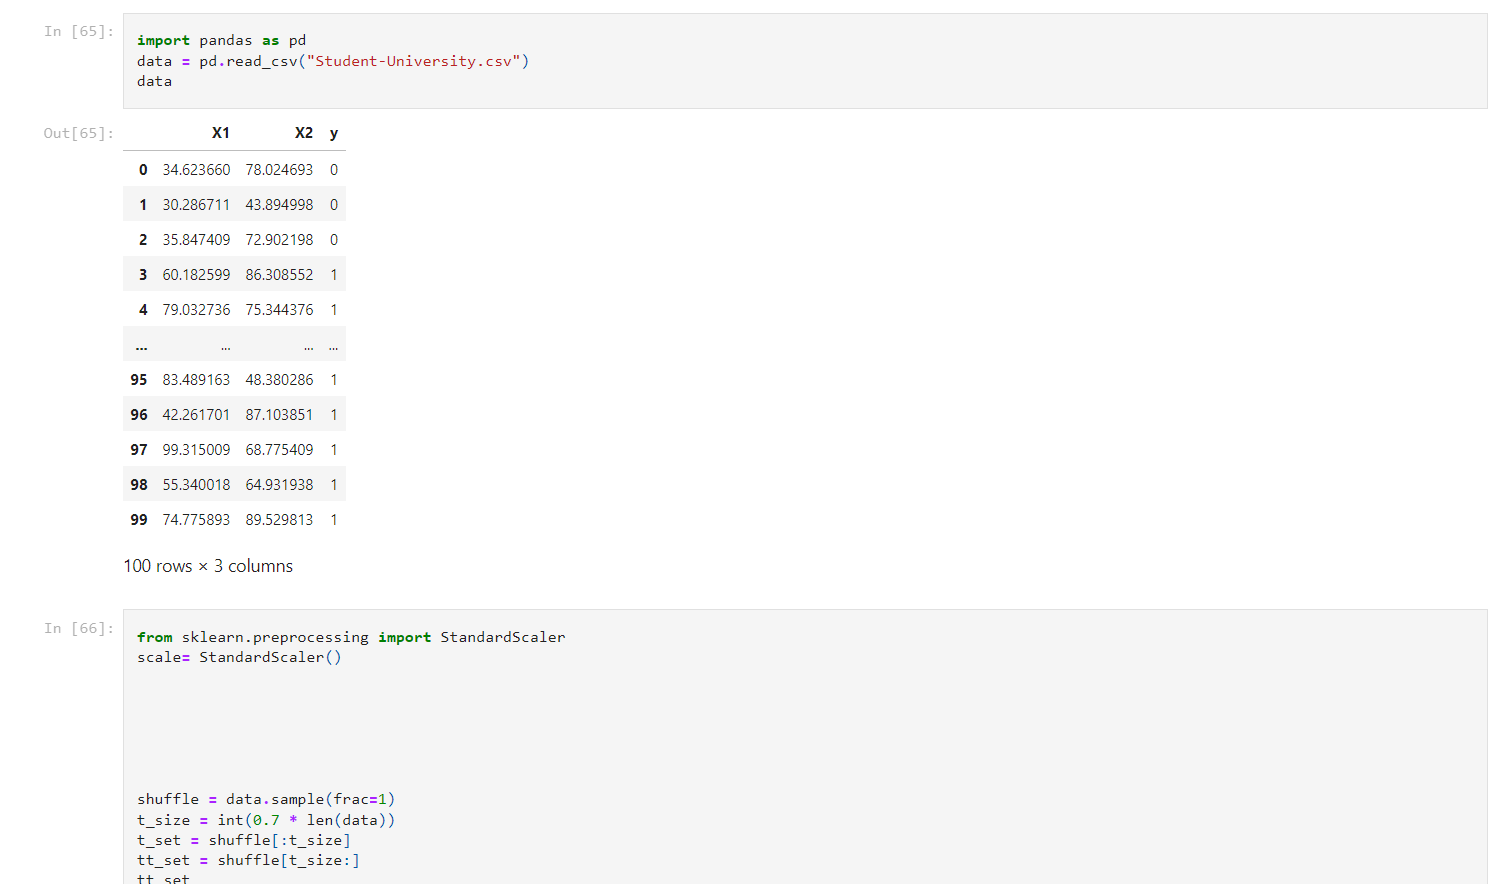 In [65]:
import pandas as pd
data = pd.read_csv("Student-University.csv")
data
Out[65]:
X1 X2 y
0 34.623660 78.024693 0
1 30.286711 43.894998 0
2 35.847409 72.902198 0
3 60.182599 86.308552 1
4 79.032736 75.344376 1
... ... ... ...
95 83.489163 48.380286 1
96 42.261701 87.103851 1
97 99.315009 68.775409 1
98 55.340018 64.931938 1
99 74.775893 89.529813 1
100 rows × 3 columns
In [66]:
from sklearn.preprocessing import StandardScaler
scale= StandardScaler()
shuffle = data.sample(frac=1)
t_size = int(0.7 * len(data))
t_set = shuffle[:t_size]
tt_set = shuffle[t_size:]
tt_set